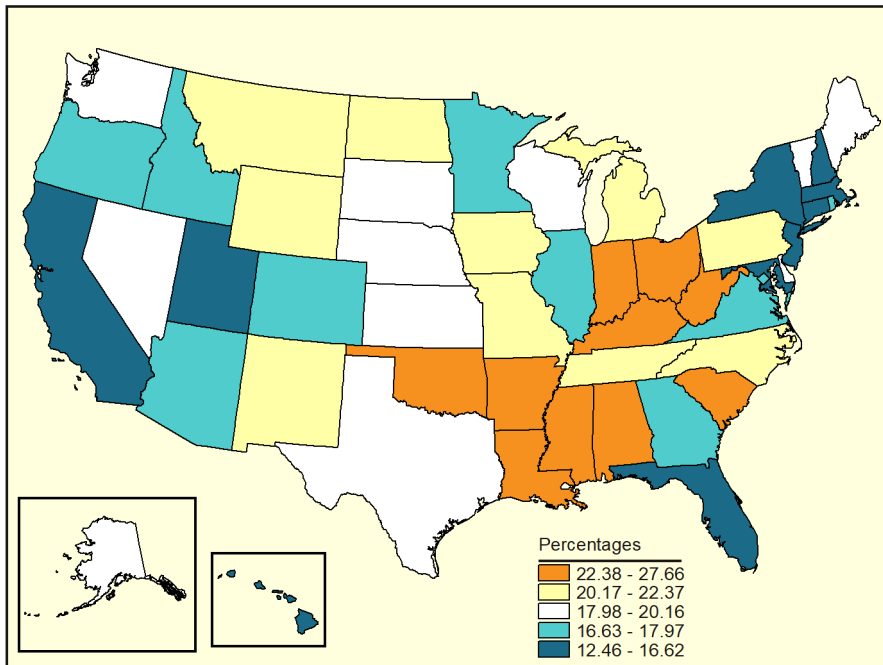 Percentages
22.38 - 27.66
20.17 - 22.37
17.98 - 20.16
16.63 - 17.97
12.46 - 16.62